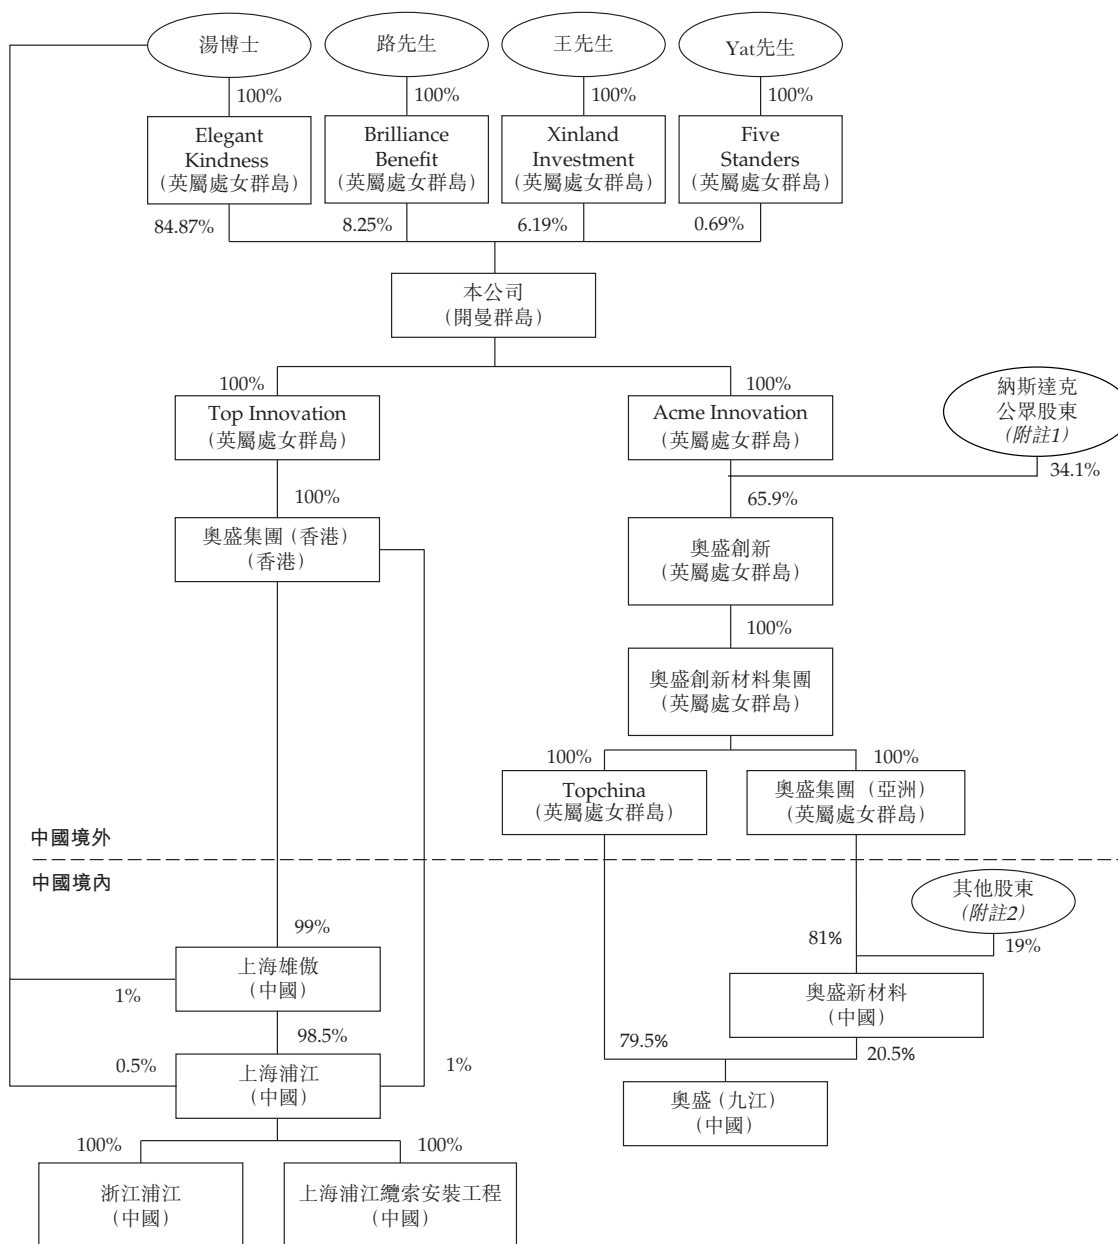 湯博士
路先生
王先生
Yat先生
100%
100%
100%
100%
Elegant
Kindness
(英屬處女群島)
Brilliance
Benefit
(英屬處女群島)
Xinland
Investment
(英屬處女群島)
Five
Standers
(英屬處女群島)
84.87%
8.25%
6.19%
0.69%
本公司
(開曼群島)
100%
100%
Top Innovation
(英屬處女群島)
Acme Innovation
(英屬處女群島)
納斯達克
公眾股東
(附註1)
34.1%
100%
65.9%
奧盛集團(香港)
(香港)
奧盛創新
(英屬處女群島)
100%
奧盛創新材料集團
(英屬處女群島)
100%
100%
Topchina
(英屬處女群島)
奧盛集團(亞洲)
(英屬處女群島)
中國境外
中國境內
其他股東
(附註2)
99%
81%
19%
上海雄傲
(中國)
1%
奧盛新材料
(中國)
98.5%
79.5%
20.5%
0.5%
上海浦江
(中國)
1%
奧盛(九江)
(中國)
100%
100%
浙江浦江
(中國)
上海浦江纜索安裝工程
(中國)